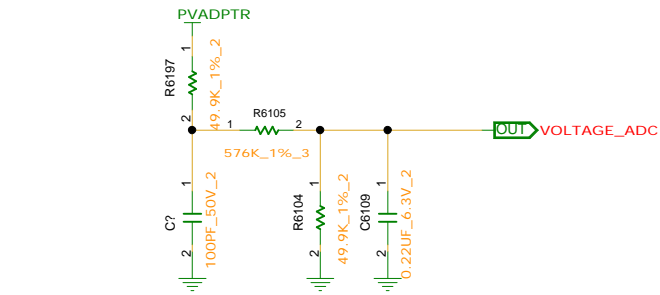 PVADPTR
1
R6197
49.9K_1%_2
2
1
R6105
2
576K_1%_3
OUT
VOLTAGE_ADC
1
C?
100PF_50V_2
2
1
R6104
49.9K_1%_2
2
1
C6109
0.22UF_6.3V_2
2